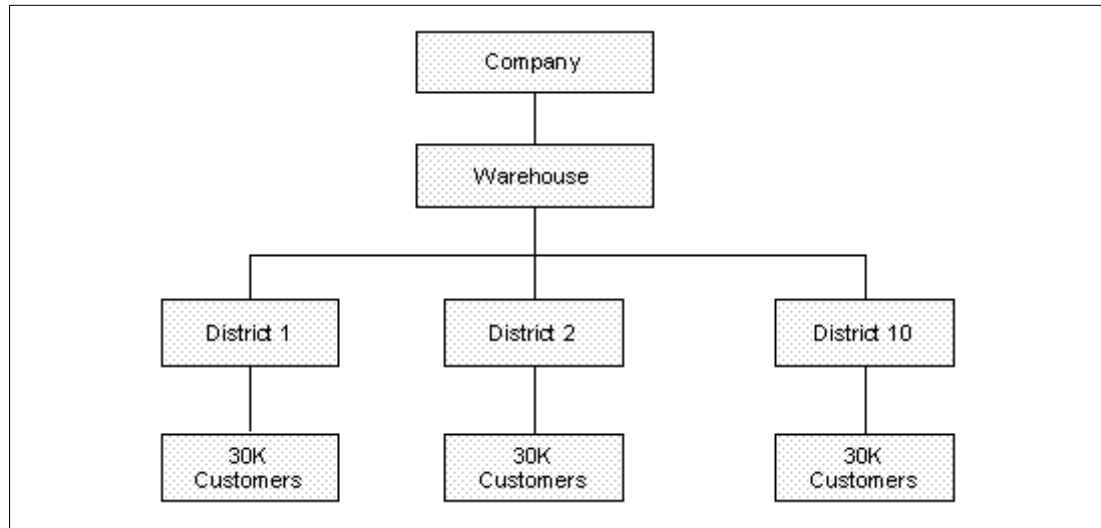 Company
Warehouse
District 1
District 2
District 10
30K
Customers
30K
Customers
30K
Customers